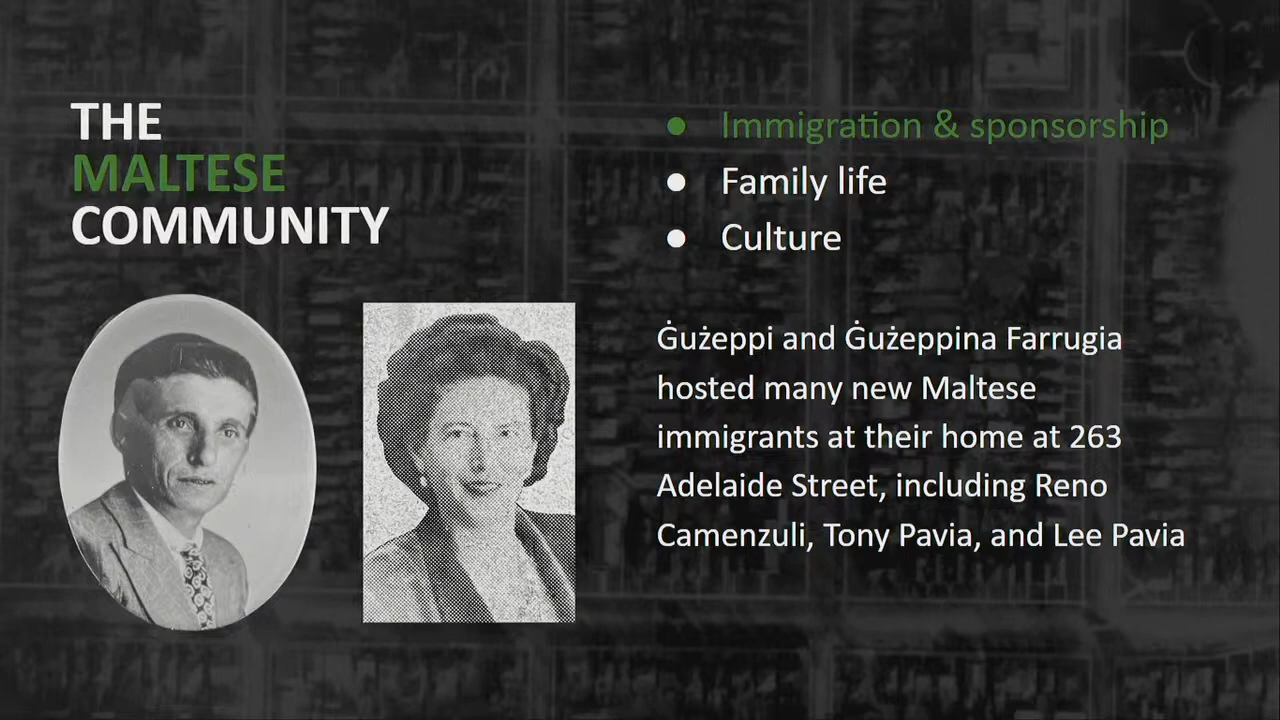 THE
MALTESE
COMMUNITY
● Immigration & sponsorship
● Family life
● Culture
Ġużeppi and Ġużeppina Farrugia
hosted many new Maltese
immigrants at their home at 263
Adelaide Street, including Reno
Camenzuli, Tony Pavia, and Lee Pavia